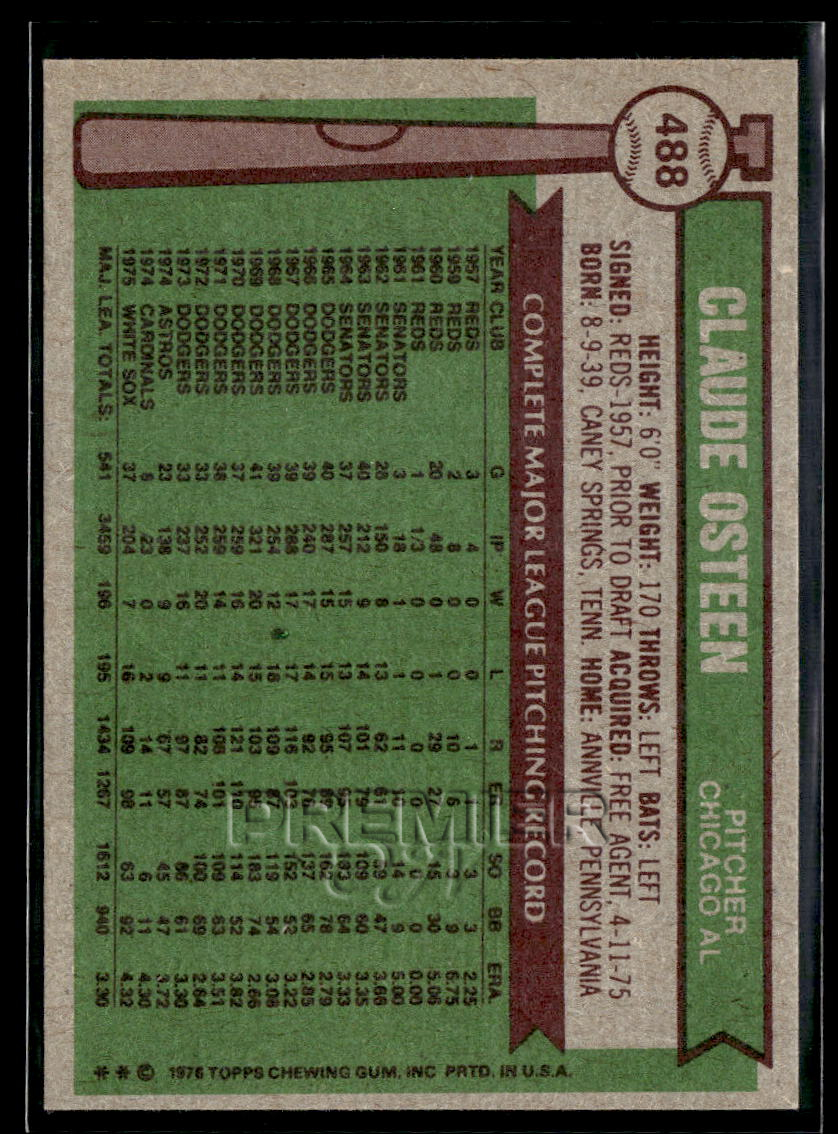 488
CLAUDE OSTEEN
PITCHER
CHICAGO AL
HEIGHT: 6'0" WEIGHT: 170 THROWS: LEFT BATS: LEFT
SIGNED: REDS-1957, PRIOR TO DRAFT ACQUIRED: FREE AGENT, 4-11-75
BORN: 8-9-39, CANEY SPRINGS, TENN. HOME: ANNVILLE, PENNSYLVANIA
COMPLETE MAJOR LEAGUE PITCHING RECORD
YEAR CLUB G IP W L R ER SO BB ERA
1957 REDS 3 4 0 0 1 1 3 3 2.25
1959 REDS 2 8 0 0 10 6 3 9 6.75
1960 REDS 20 48 0 1 29 27 15 30 5.06
1961 REDS 1 1/3 0 0 0 0 0 0 0.00
1961 SENATORS 3 18 1 1 11 10 14 9 5.00
1962 SENATORS 28 150 8 13 62 61 59 47 3.66
1963 SENATORS 40 212 9 14 101 79 109 60 3.35
1964 SENATORS 37 257 15 13 107 95 133 64 3.33
1965 DODGERS 40 287 15 15 95 89 162 78 2.79
1966 DODGERS 39 240 17 14 92 76 137 65 2.85
1967 DODGERS 39 288 17 17 116 103 152 52 3.22
1968 DODGERS 39 254 12 18 109 87 119 54 3.08
1969 DODGERS 41 321 20 15 103 95 183 74 2.66
1970 DODGERS 37 259 16 14 121 110 114 52 3.82
1971 DODGERS 38 259 14 11 108 101 109 63 3.51
1972 DODGERS 33 252 20 11 82 74 100 69 2.64
1973 DODGERS 33 237 16 11 97 87 86 61 3.30
1974 ASTROS 23 138 9 9 67 57 45 47 3.72
1974 CARDINALS 8 23 0 2 14 11 6 11 4.30
1975 WHITE SOX 37 204 7 16 109 98 63 92 4.32
MAJ. LEA. TOTALS: 541 3459 196 195 1434 1267 1612 940 3.30
* * © 1976 TOPPS CHEWING GUM, INC PRTD. IN U.S.A.
PREMIER